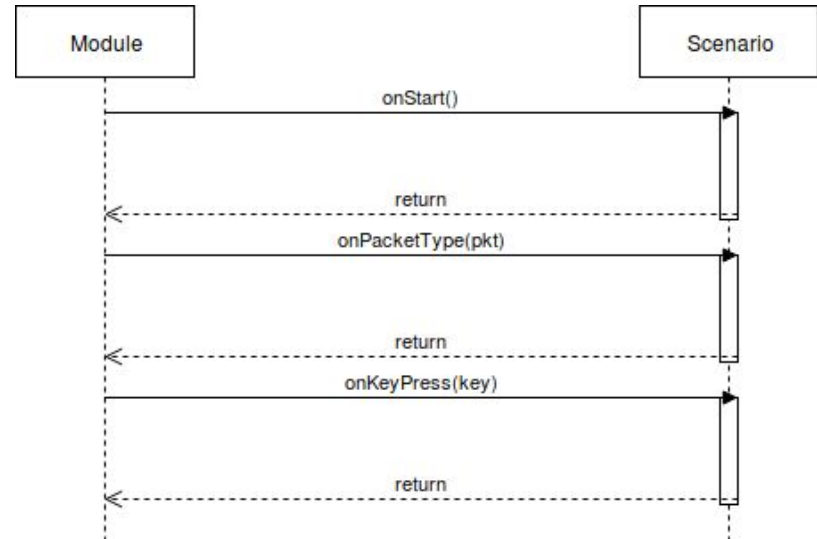 Module
Scenario
onStart()
return
onPacketType(pkt)
return
onKeyPress(key)
return